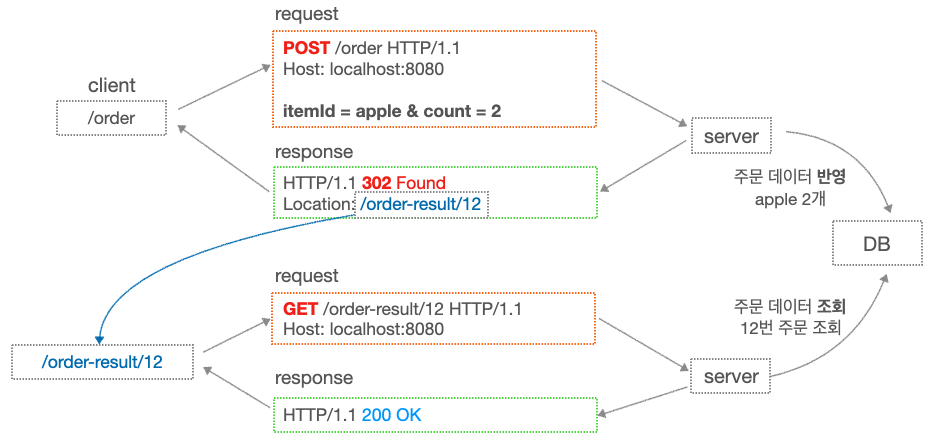 request
POST /order HTTP/1.1
Host: localhost:8080
itemId = apple & count = 2
client
/order
server
response
HTTP/1.1 302 Found
Location: /order-result/12
주문 데이터 반영
apple 2개
DB
request
GET /order-result/12 HTTP/1.1
Host: localhost:8080
주문 데이터 조회
12번 주문 조회
/order-result/12
server
response
HTTP/1.1 200 OK